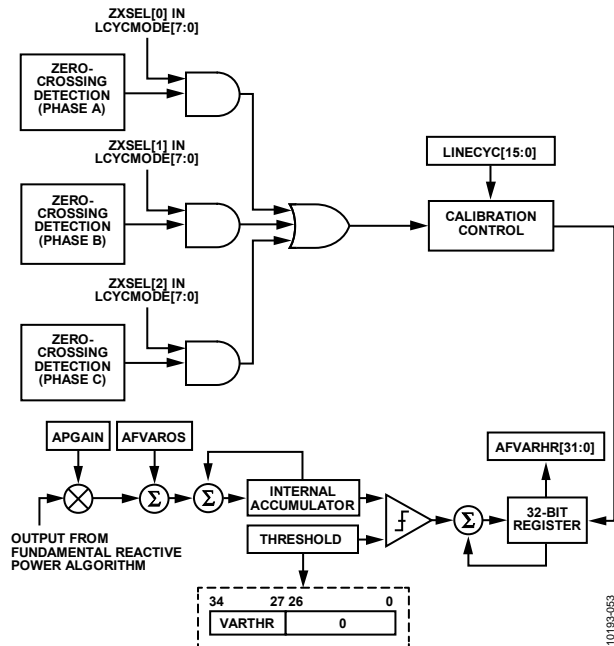 ZXSEL[0] IN
LCYCMODE[7:0]
ZERO-
CROSSING
DETECTION
(PHASE A)
ZXSEL[1] IN
LCYCMODE[7:0]
ZERO-
CROSSING
DETECTION
(PHASE B)
ZXSEL[2] IN
LCYCMODE[7:0]
ZERO-
CROSSING
DETECTION
(PHASE C)
LINECYC[15:0]
CALIBRATION
CONTROL
APGAIN
AFVAROS
AFVARHR[31:0]
Σ
Σ
INTERNAL
ACCUMULATOR
Σ
32-BIT
REGISTER
OUTPUT FROM
FUNDAMENTAL REACTIVE
POWER ALGORITHM
THRESHOLD
34 27 26 0
VARTHR 0
10193-053